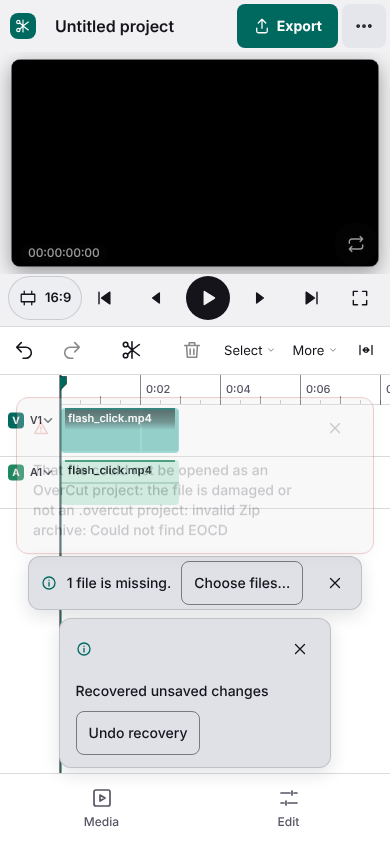 Untitled project
Export
00:00:00:00
16:9
Select
More
0:02
0:04
0:06
V
V1
flash_click.mp4
A
A1
flash_click.mp4
be opened as an
OverCut project: the file is damaged or
not an .overcut project: invalid Zip
archive: Could not find EOCD
1 file is missing.
Choose files...
Recovered unsaved changes
Undo recovery
Media
Edit